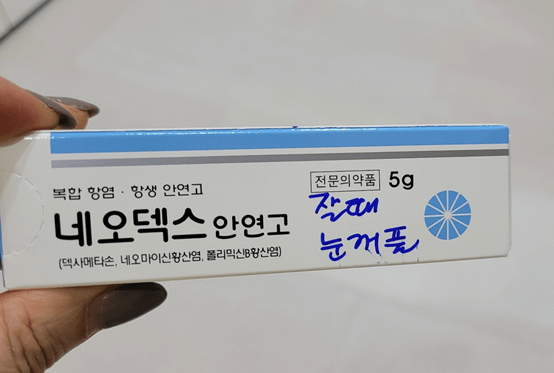 복합 항염 · 항생 안연고
네오덱스 안연고
(덱사메타손, 네오마이신황산염, 폴리믹신B황산염)
전문의약품 5g
잘때
눈꺼풀